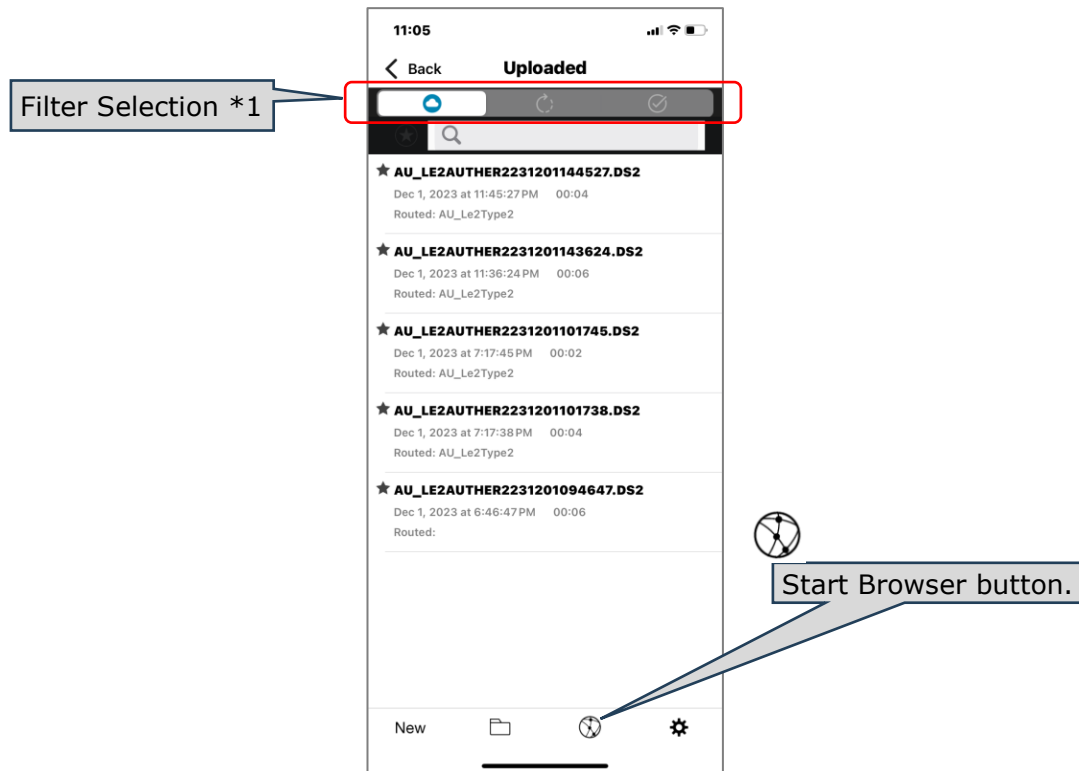 11:05
Back Uploaded
Filter Selection *1
AU_LE2AUTHER2231201144527.DS2
Dec 1, 2023 at 11:45:27 PM 00:04
Routed: AU_Le2Type2
AU_LE2AUTHER2231201143624.DS2
Dec 1, 2023 at 11:36:24 PM 00:06
Routed: AU_Le2Type2
AU_LE2AUTHER2231201101745.DS2
Dec 1, 2023 at 7:17:45 PM 00:02
Routed: AU_Le2Type2
AU_LE2AUTHER2231201101738.DS2
Dec 1, 2023 at 7:17:38 PM 00:04
Routed: AU_Le2Type2
AU_LE2AUTHER2231201094647.DS2
Dec 1, 2023 at 6:46:47 PM 00:06
Routed:
Start Browser button.
New